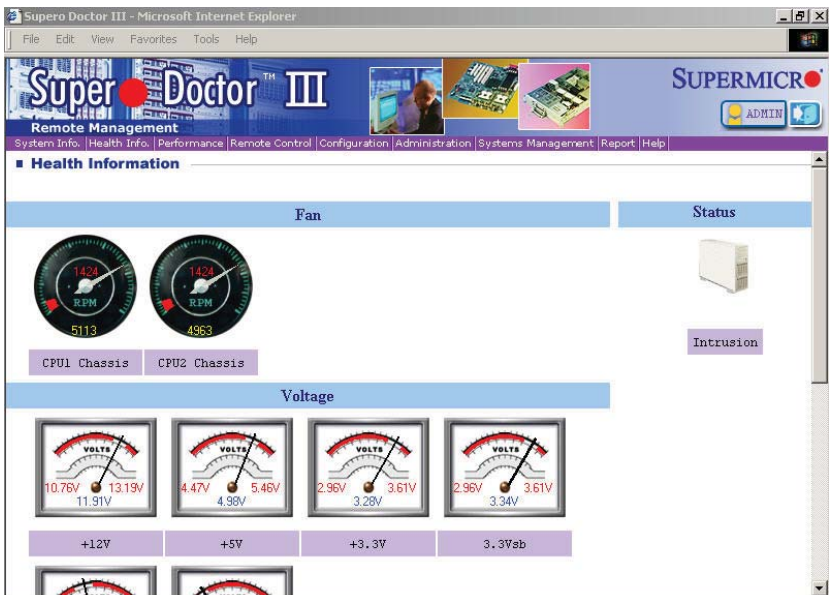 Supero Doctor III - Microsoft Internet Explorer
File Edit View Favorites Tools Help
Super Doctor™ III
SUPERMICR
Remote Management
ADMIN
System Info. Health Info. Performance Remote Control Configuration Administration Systems Management Report Help
Health Information
Fan
Status
1424 1424
RPM RPM
5113 4963
CPU1 Chassis CPU2 Chassis
Intrusion
Voltage
VOLTS VOLTS VOLTS VOLTS
10.76V 13.19V 4.47V 5.46V 2.96V 3.61V 2.96V 3.61V
11.91V 4.98V 3.28V 3.34V
+12V +5V +3.3V 3.3Vsb